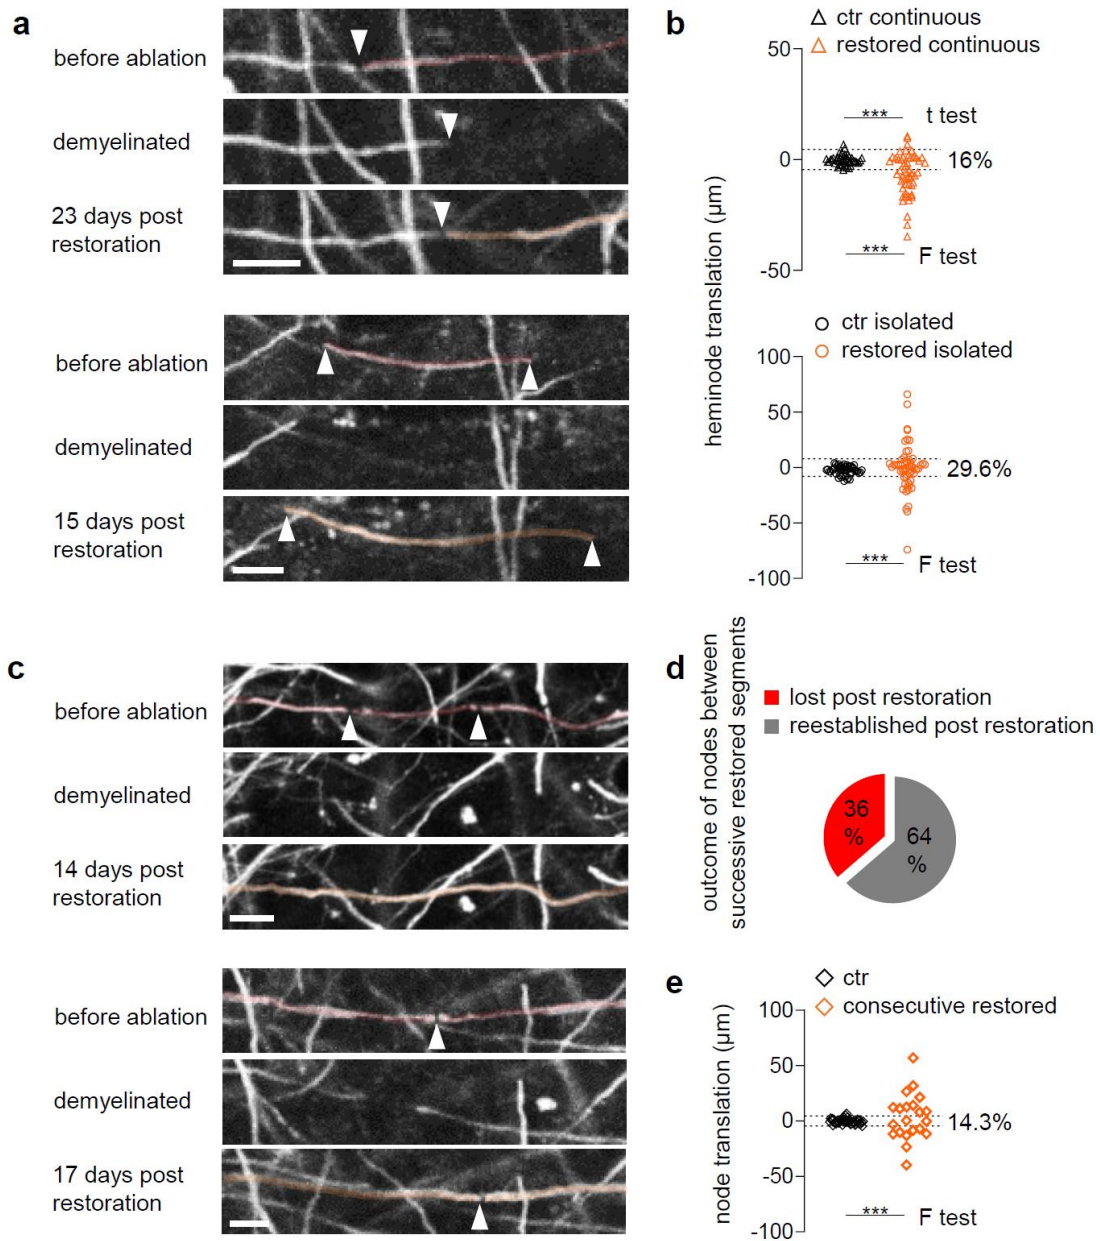 a
before ablation
demyelinated
23 days post
restoration
before ablation
demyelinated
15 days post
restoration
b
ctr continuous
restored continuous
heminode translation (µm)
50
0
-50
*** t test
16%
*** F test
ctr isolated
restored isolated
100
50
0
-50
-100
29.6%
*** F test
c
before ablation
demyelinated
14 days post
restoration
before ablation
demyelinated
17 days post
restoration
d
outcome of nodes between
successive restored segments
lost post restoration
reestablished post restoration
36
%
64
%
e
ctr
consecutive restored
node translation (µm)
100
50
0
-50
-100
14.3%
*** F test